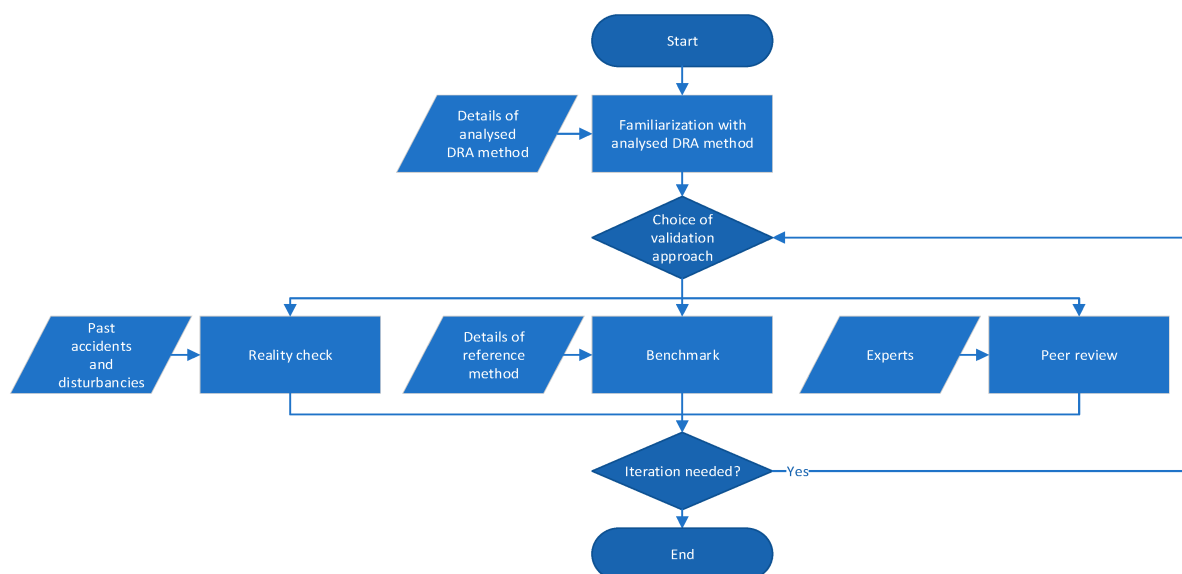 Start
Details of
analysed
DRA method
Familiarization with
analysed DRA method
Choice of
validation
approach
Past
accidents
and
disturbancies
Reality check
Details of
reference
method
Benchmark
Experts
Peer review
Iteration needed?
Yes
End